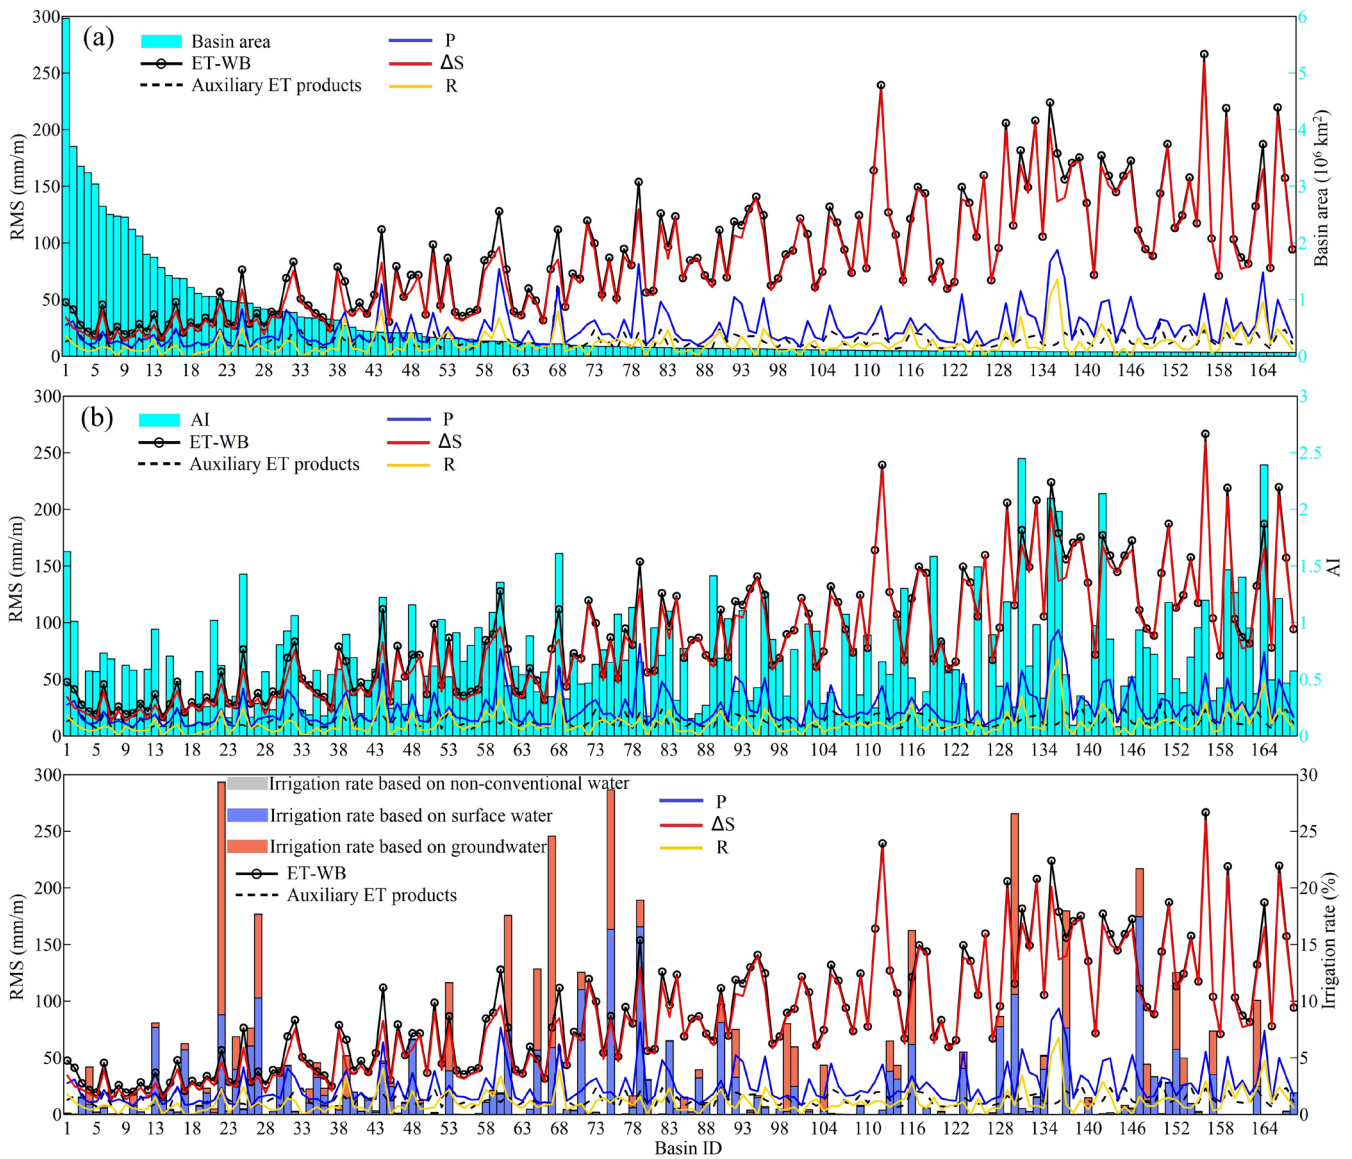 (a)
Basin area
ET-WB
Auxiliary ET products
P
ΔS
R
RMS (mm/m)
300
250
200
150
100
50
0
Basin area (10⁶ km²)
6
5
4
3
2
1
0
1 5 9 13 18 23 28 33 38 43 48 53 58 63 68 73 78 83 88 93 99 104 110 116 122 128 134 140 146 152 158 164
(b)
AI
ET-WB
Auxiliary ET products
P
ΔS
R
RMS (mm/m)
300
250
200
150
100
50
0
AI
3
2.5
2
1.5
1
0.5
0
1 5 9 13 18 23 28 33 38 43 48 53 58 63 68 73 78 83 88 93 99 104 110 116 122 128 134 140 146 152 158 164
Irrigation rate based on non-conventional water
Irrigation rate based on surface water
Irrigation rate based on groundwater
ET-WB
Auxiliary ET products
P
ΔS
R
RMS (mm/m)
300
250
200
150
100
50
0
Irrigation rate (%)
30
25
20
15
10
5
0
1 5 9 13 18 23 28 33 38 43 48 53 58 63 68 73 78 83 88 93 99 104 110 116 122 128 134 140 146 152 158 164
Basin ID